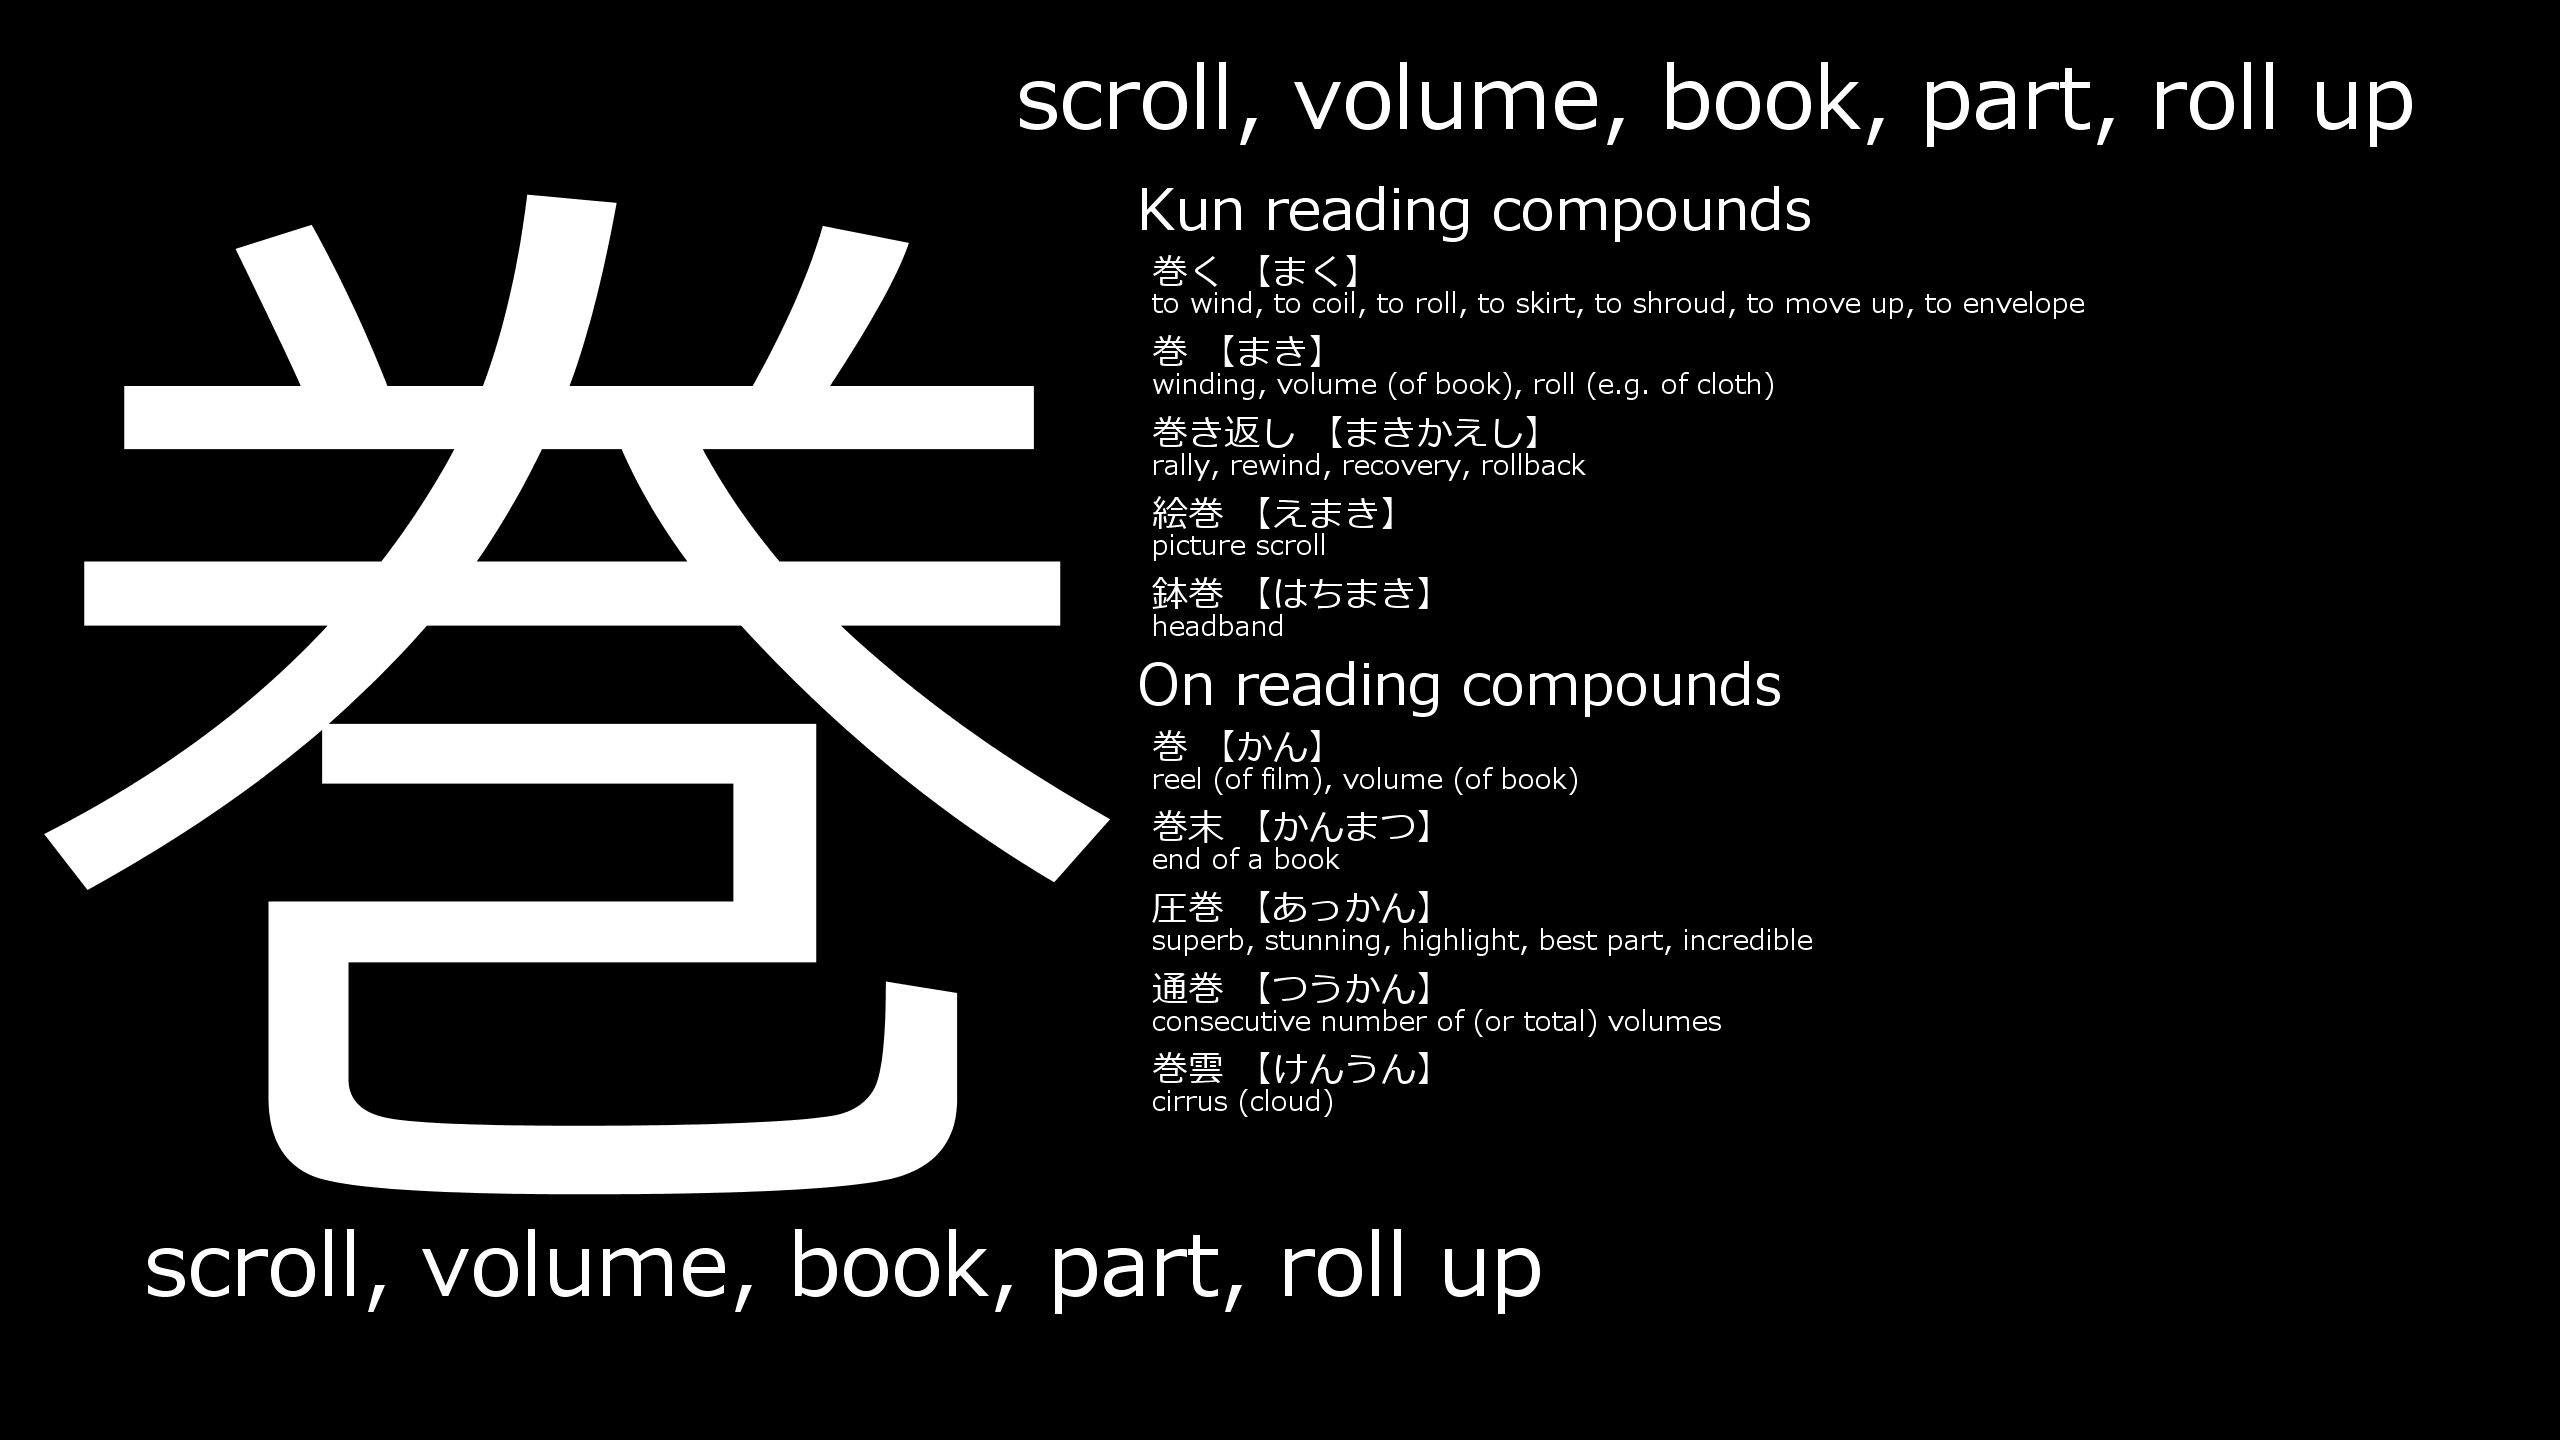 scroll, volume, book, part, roll up
巻
Kun reading compounds
巻く 【まく】
to wind, to coil, to roll, to skirt, to shroud, to move up, to envelope
巻 【まき】
winding, volume (of book), roll (e.g. of cloth)
巻き返し 【まきかえし】
rally, rewind, recovery, rollback
絵巻 【えまき】
picture scroll
鉢巻 【はちまき】
headband
On reading compounds
巻 【かん】
reel (of film), volume (of book)
巻末 【かんまつ】
end of a book
圧巻 【あっかん】
superb, stunning, highlight, best part, incredible
通巻 【つうかん】
consecutive number of (or total) volumes
巻雲 【けんうん】
cirrus (cloud)
scroll, volume, book, part, roll up